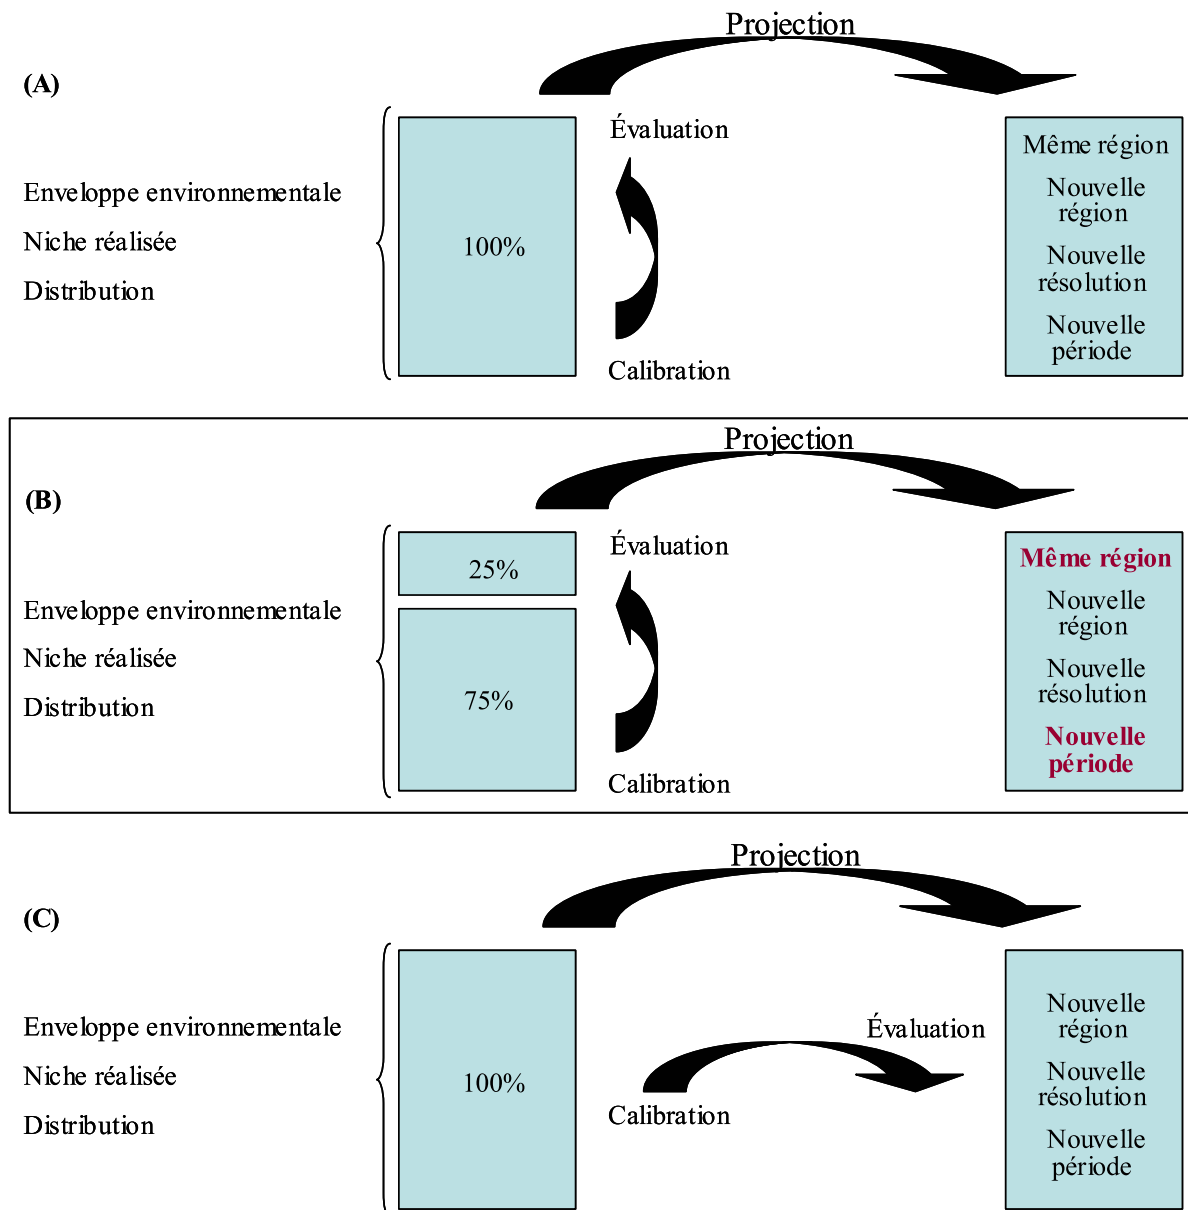 Projection
(A)
Évaluation
Même région
Enveloppe environnementale
Nouvelle
région
Niche réalisée
100%
Nouvelle
résolution
Distribution
Nouvelle
période
Calibration
Projection
(B)
Évaluation
Même région
25%
Enveloppe environnementale
Nouvelle
région
Niche réalisée
Nouvelle
résolution
75%
Distribution
Nouvelle
période
Calibration
Projection
(C)
Enveloppe environnementale
Évaluation
Nouvelle
région
Niche réalisée
100%
Nouvelle
résolution
Calibration
Distribution
Nouvelle
période